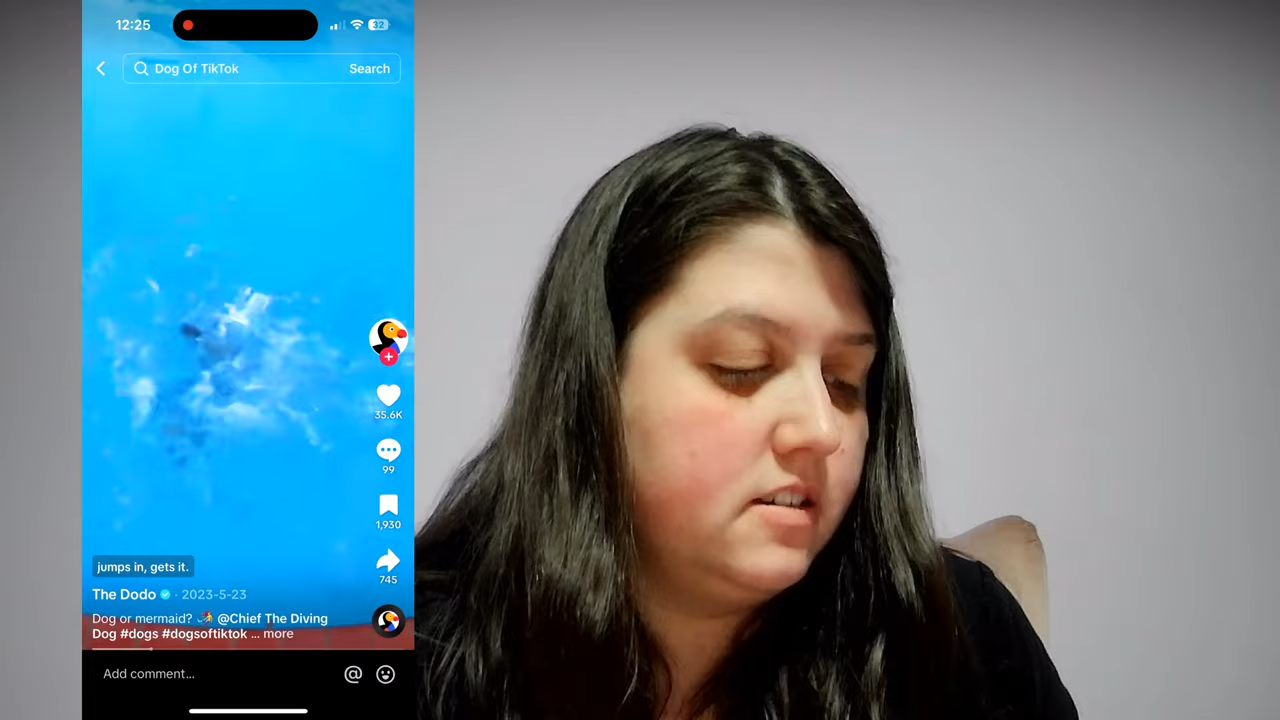 12:25
32
Dog Of TikTok
Search
35.6K
99
1,930
745
jumps in, gets it.
The Dodo · 2023-5-23
Dog or mermaid? 🧜‍♀️ @Chief The Diving
Dog #dogs #dogsoftiktok ... more
Add comment...
@